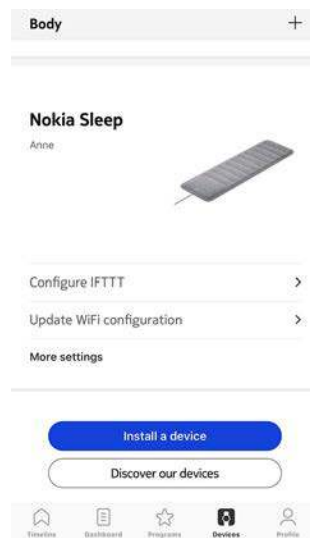 Body
Nokia Sleep
Anne
Configure IFTTT
Update WiFi configuration
More settings
Install a device
Discover our devices
Timeline Dashboard Programs Devices Profile